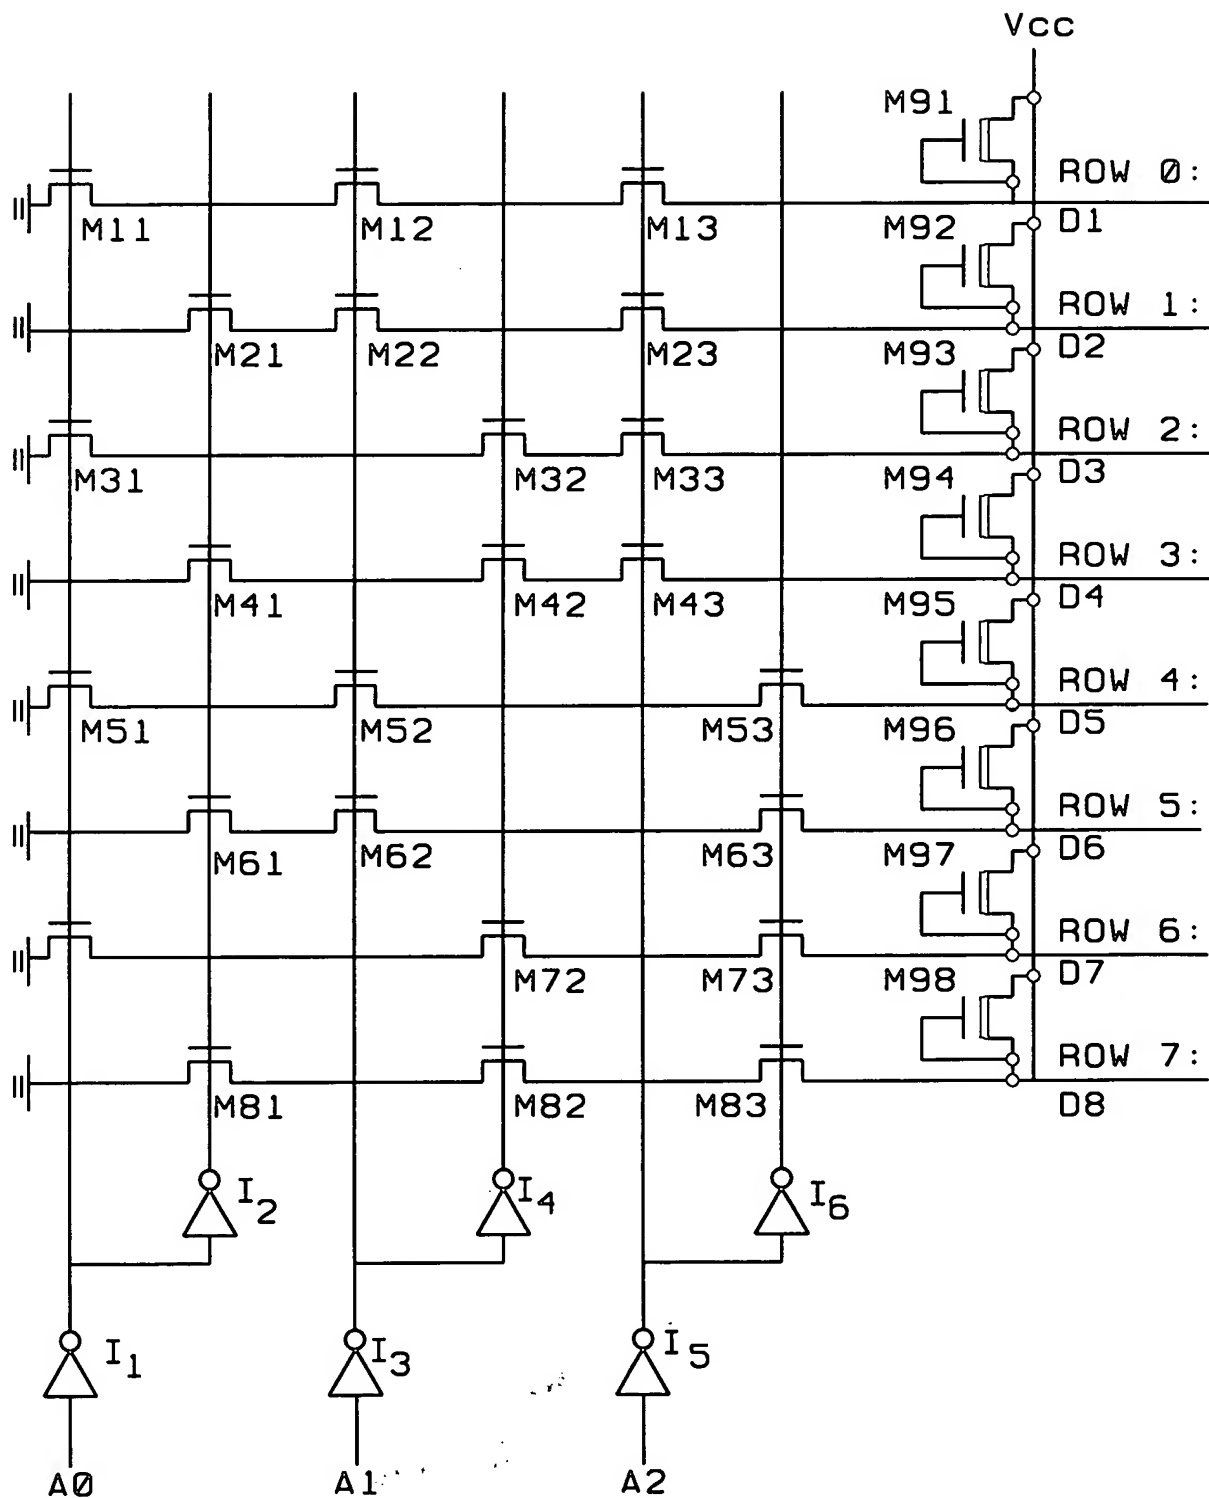 Vcc
M91
ROW 0:
M11 M12 M13 M92 D1
ROW 1:
M21 M22 M23 M93 D2
ROW 2:
M31 M32 M33 M94 D3
ROW 3:
M41 M42 M43 M95 D4
ROW 4:
M51 M52 M53 M96 D5
ROW 5:
M61 M62 M63 M97 D6
ROW 6:
M72 M73 M98 D7
ROW 7:
M81 M82 M83 D8
I2 I4 I6
I1 I3 I5
A0 A1 A2